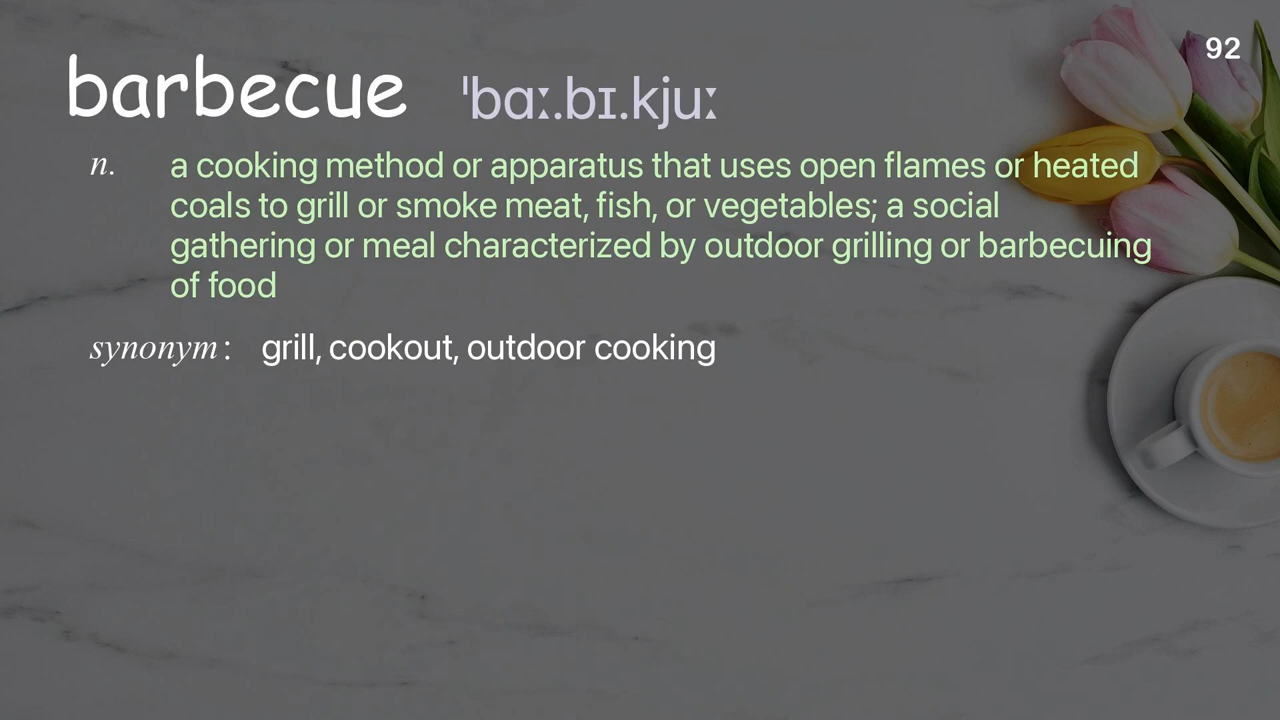 92
barbecue ˈbɑː.bɪ.kjuː
n. a cooking method or apparatus that uses open flames or heated
coals to grill or smoke meat, fish, or vegetables; a social
gathering or meal characterized by outdoor grilling or barbecuing
of food
synonym: grill, cookout, outdoor cooking